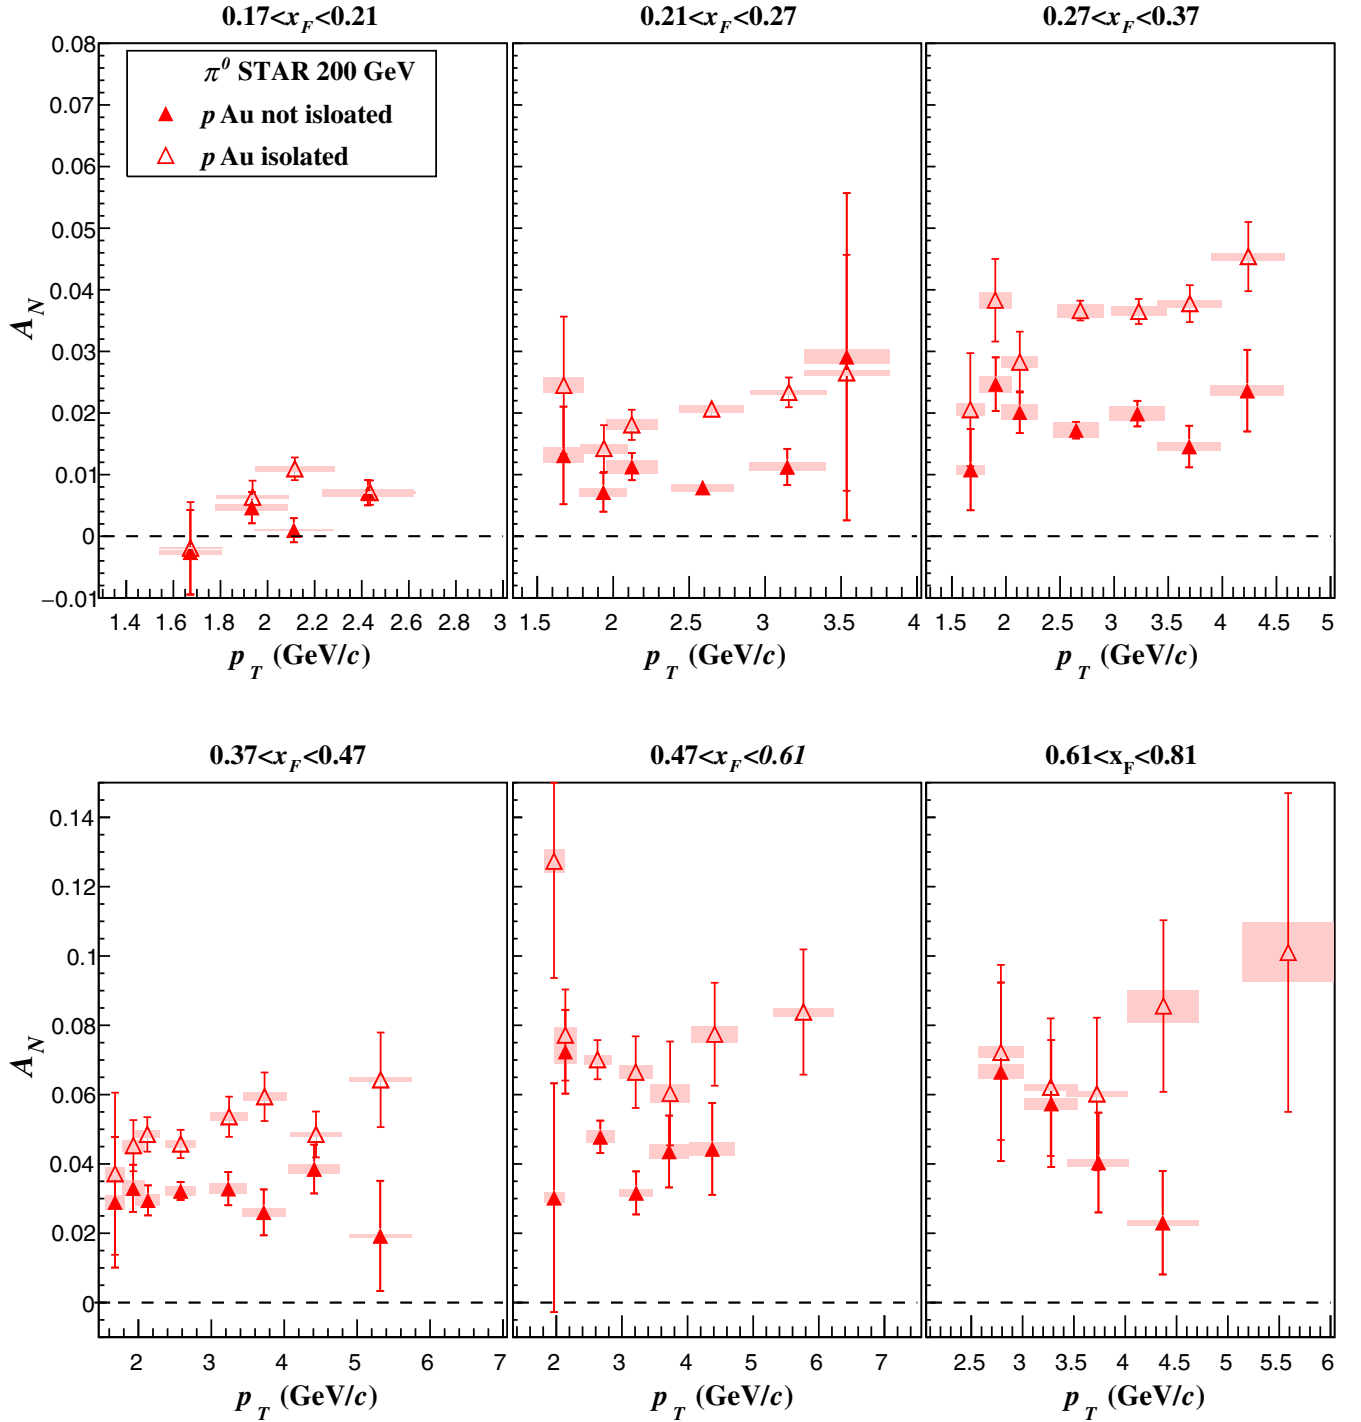 0.17<x_F<0.21
0.21<x_F<0.27
0.27<x_F<0.37
0.08
0.07
0.06
0.05
0.04
0.03
0.02
0.01
0
−0.01
A_N
π⁰ STAR 200 GeV
p Au not isloated
p Au isolated
1.4 1.6 1.8 2 2.2 2.4 2.6 2.8 3
1.5 2 2.5 3 3.5 4
1.5 2 2.5 3 3.5 4 4.5 5
p_T (GeV/c)
p_T (GeV/c)
p_T (GeV/c)
0.37<x_F<0.47
0.47<x_F<0.61
0.61<x_F<0.81
0.14
0.12
0.1
0.08
0.06
0.04
0.02
0
A_N
2 3 4 5 6 7
2 3 4 5 6 7
2.5 3 3.5 4 4.5 5 5.5 6
p_T (GeV/c)
p_T (GeV/c)
p_T (GeV/c)